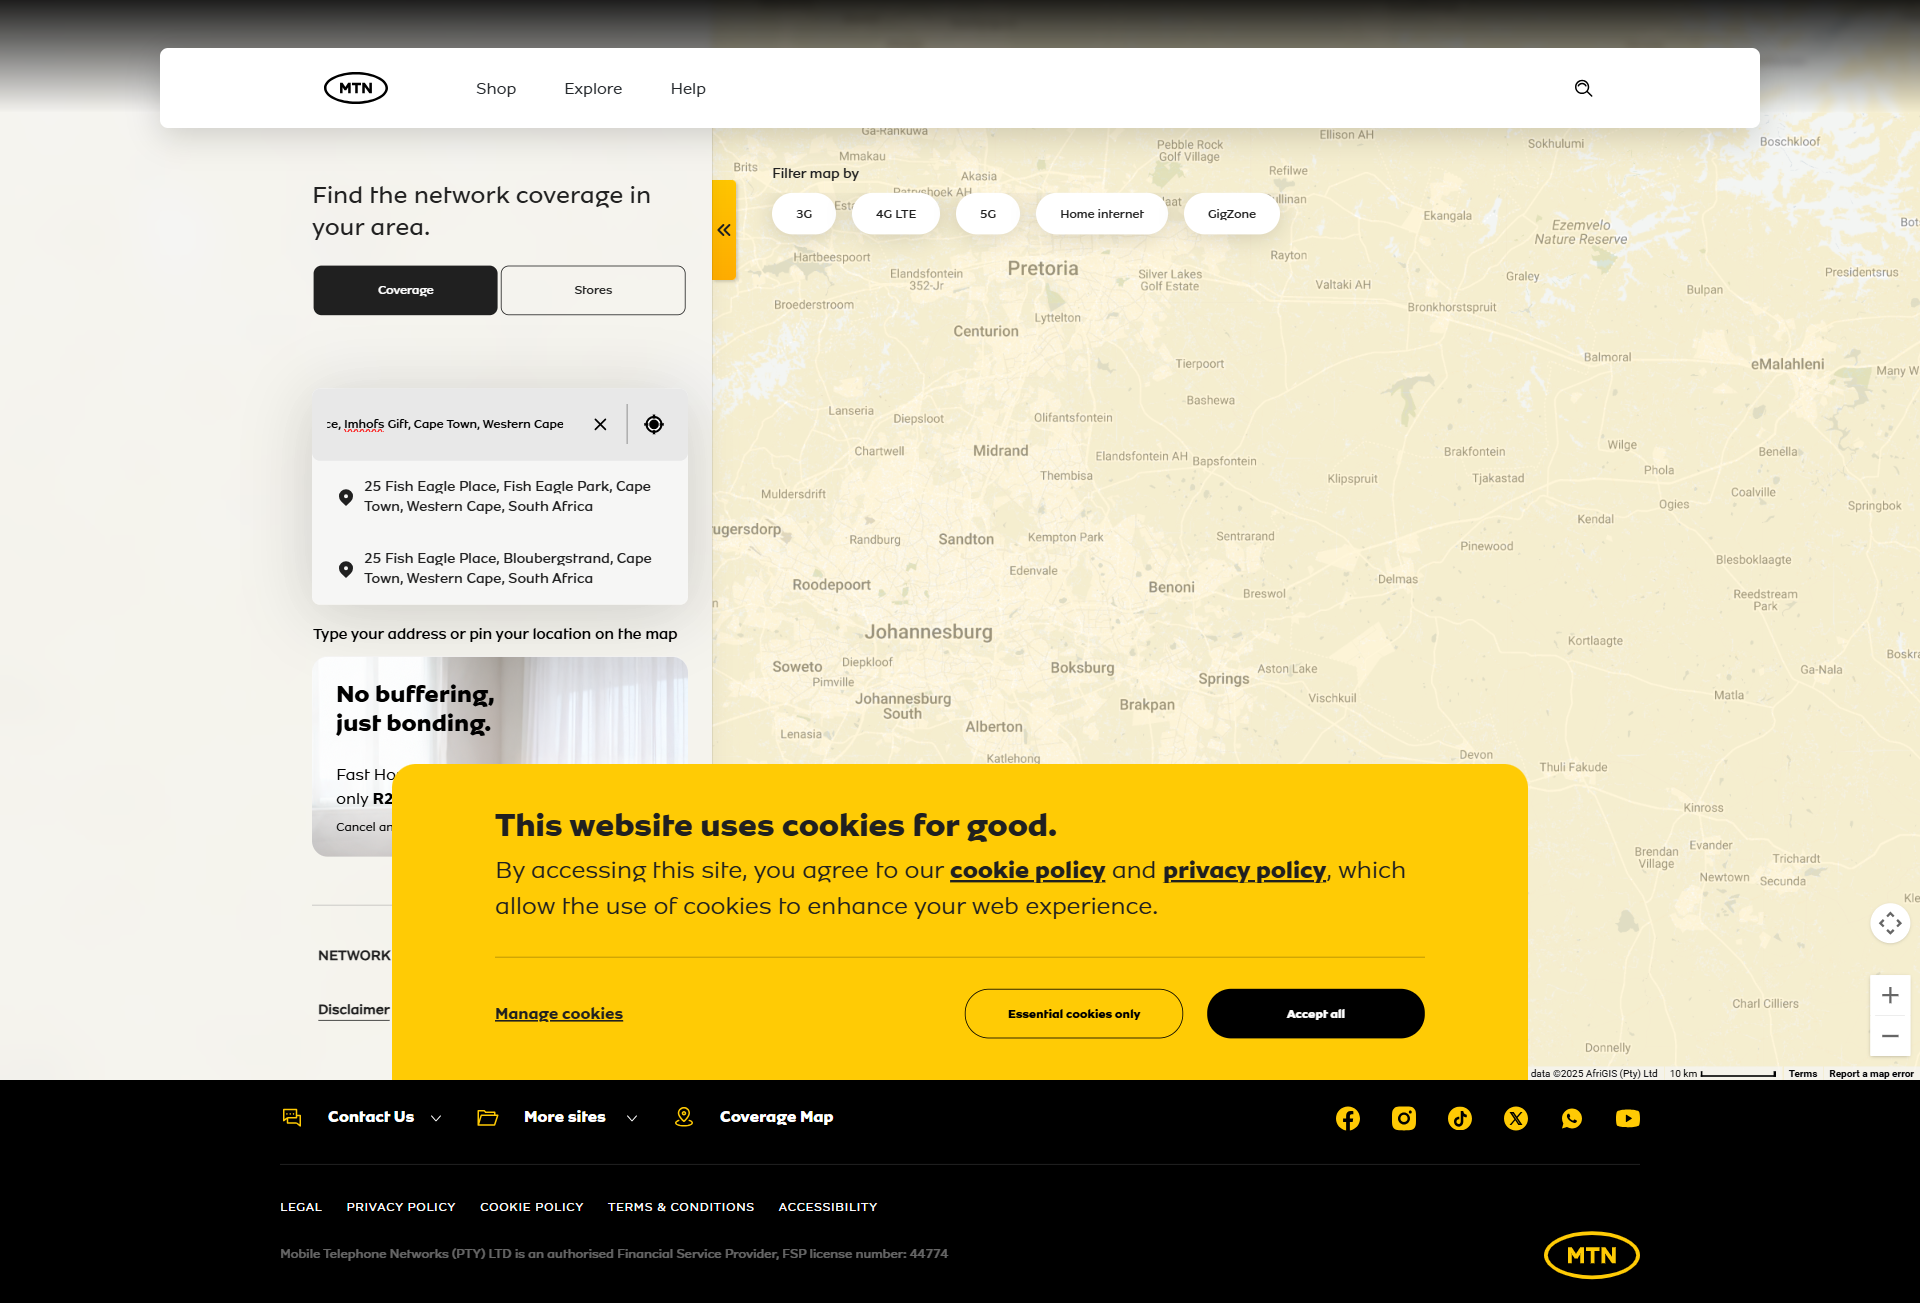 MTN
Shop
Explore
Help
Find the network coverage in
your area.
Coverage
Stores
ce, Imhofs Gift, Cape Town, Western Cape
25 Fish Eagle Place, Fish Eagle Park, Cape
Town, Western Cape, South Africa
25 Fish Eagle Place, Bloubergstrand, Cape
Town, Western Cape, South Africa
Type your address or pin your location on the map
No buffering,
just bonding.
Fast Ho
only R2
Cancel an
NETWORK
Disclaimer
Filter map by
3G
4G LTE
5G
Home internet
GigZone
Ga-Rankuwa
Ellison AH
Sokhulumi
Boschkloof
Brits
Mmakau
Pebble Rock
Golf Village
Akasia
Refilwe
Ekangala
Ezemvelo
Nature Reserve
Hartbeespoort
Elandsfontein
352-Jr
Pretoria
Silver Lakes
Golf Estate
Rayton
Valtaki AH
Graley
Presidentsrus
Broederstroom
Lyttelton
Bronkhorstspruit
Bulpan
Centurion
Tierpoort
Balmoral
eMalahleni
Many W
Bashewa
Lanseria
Diepsloot
Olifantsfontein
Chartwell
Midrand
Elandsfontein AH
Bapsfontein
Brakfontein
Wilge
Benélla
Thembisa
Klipspruit
Tjakastad
Phola
Muldersdrift
Coalville
Ogies
Springbok
rugersdorp
Randburg
Sandton
Kempton Park
Sentrarand
Kendal
Pinewood
Blesboklaagte
Edenvale
Roodepoort
Benoni
Breswol
Delmas
Reedstream
Park
Johannesburg
Kortlaagte
Soweto
Diepkloof
Boksburg
Aston Lake
Ga-Nala
Pimville
Springs
Vischkuil
Matla
Johannesburg
South
Brakpan
Alberton
Lenasia
Katlehong
Devon
Thuli Fakude
Kinross
Brendan
Village
Evander
Trichardt
Newtown
Secunda
Charl Cilliers
Donnelly
data ©2025 AfriGIS (Pty) Ltd
10 km
Terms
Report a map error
This website uses cookies for good.
By accessing this site, you agree to our cookie policy and privacy policy, which
allow the use of cookies to enhance your web experience.
Manage cookies
Essential cookies only
Accept all
Contact Us
More sites
Coverage Map
LEGAL
PRIVACY POLICY
COOKIE POLICY
TERMS & CONDITIONS
ACCESSIBILITY
Mobile Telephone Networks (PTY) LTD is an authorised Financial Service Provider, FSP license number: 44774
MTN